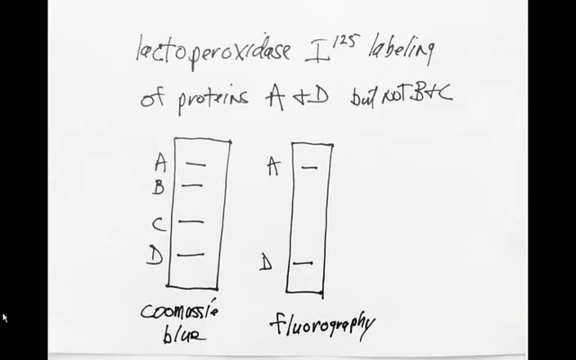 lactoperoxidase I125 labeling
of proteins A + D but not B + C
A
B
C
D
A
D
coomassie
blue
fluorography